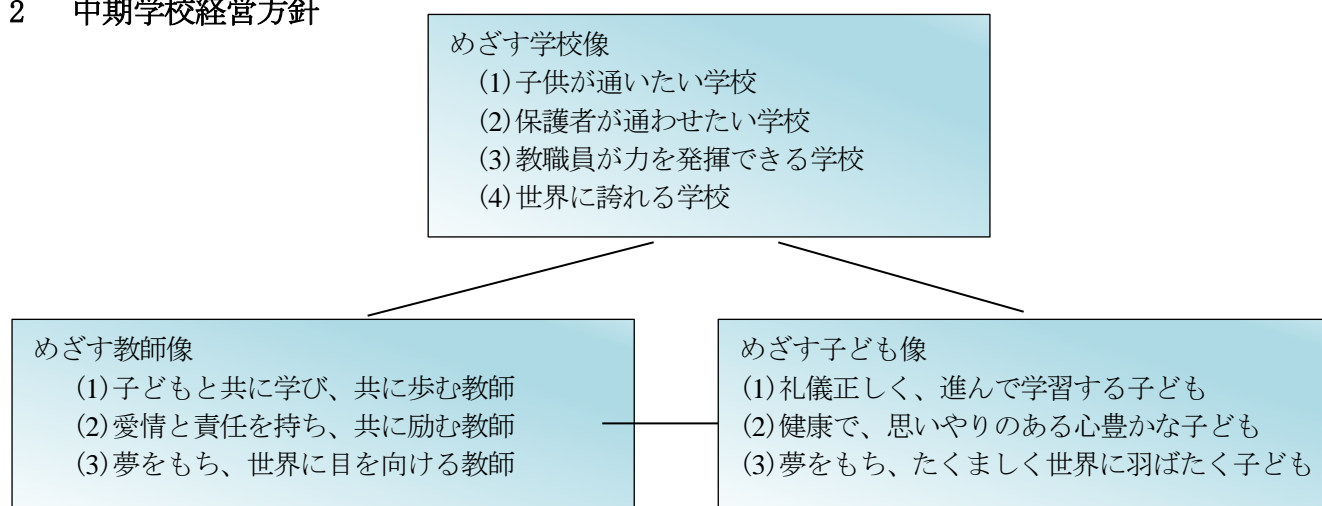 2 中期学校経営方針
めざす学校像
(1)子供が通いたい学校
(2)保護者が通わせたい学校
(3)教職員が力を発揮できる学校
(4)世界に誇れる学校
めざす教師像
(1)子どもと共に学び、共に歩む教師
(2)愛情と責任を持ち、共に励む教師
(3)夢をもち、世界に目を向ける教師
めざす子ども像
(1)礼儀正しく、進んで学習する子ども
(2)健康で、思いやりのある心豊かな子ども
(3)夢をもち、たくましく世界に羽ばたく子ども